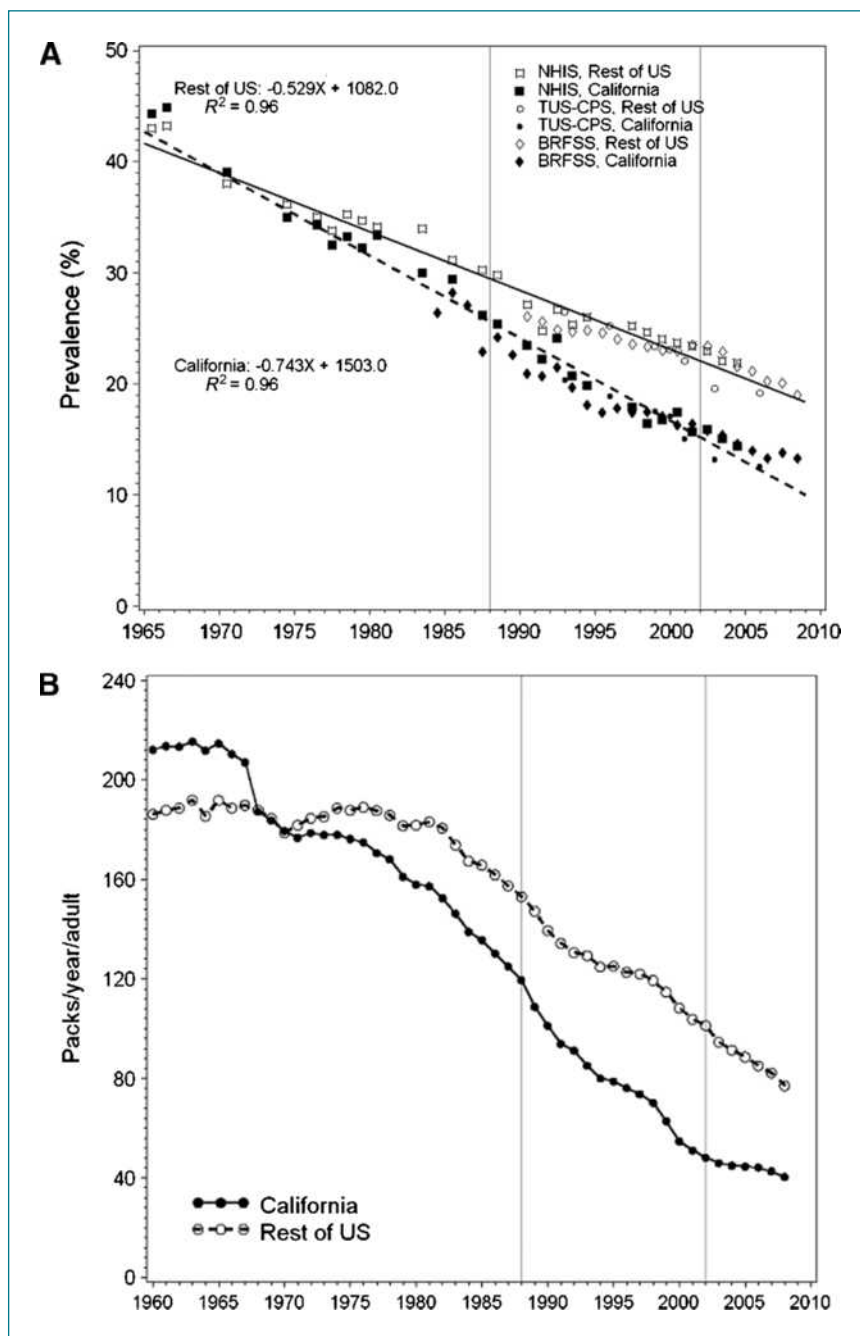 A
50
40
30
20
10
0
Prevalence (%)
Rest of US: -0.529X + 1082.0
R² = 0.96
California: -0.743X + 1503.0
R² = 0.96
NHIS, Rest of US
NHIS, California
TUS-CPS, Rest of US
TUS-CPS, California
BRFSS, Rest of US
BRFSS, California
1965 1970 1975 1980 1985 1990 1995 2000 2005 2010
B
240
200
160
120
80
40
0
Packs/year/adult
California
Rest of US
1960 1965 1970 1975 1980 1985 1990 1995 2000 2005 2010